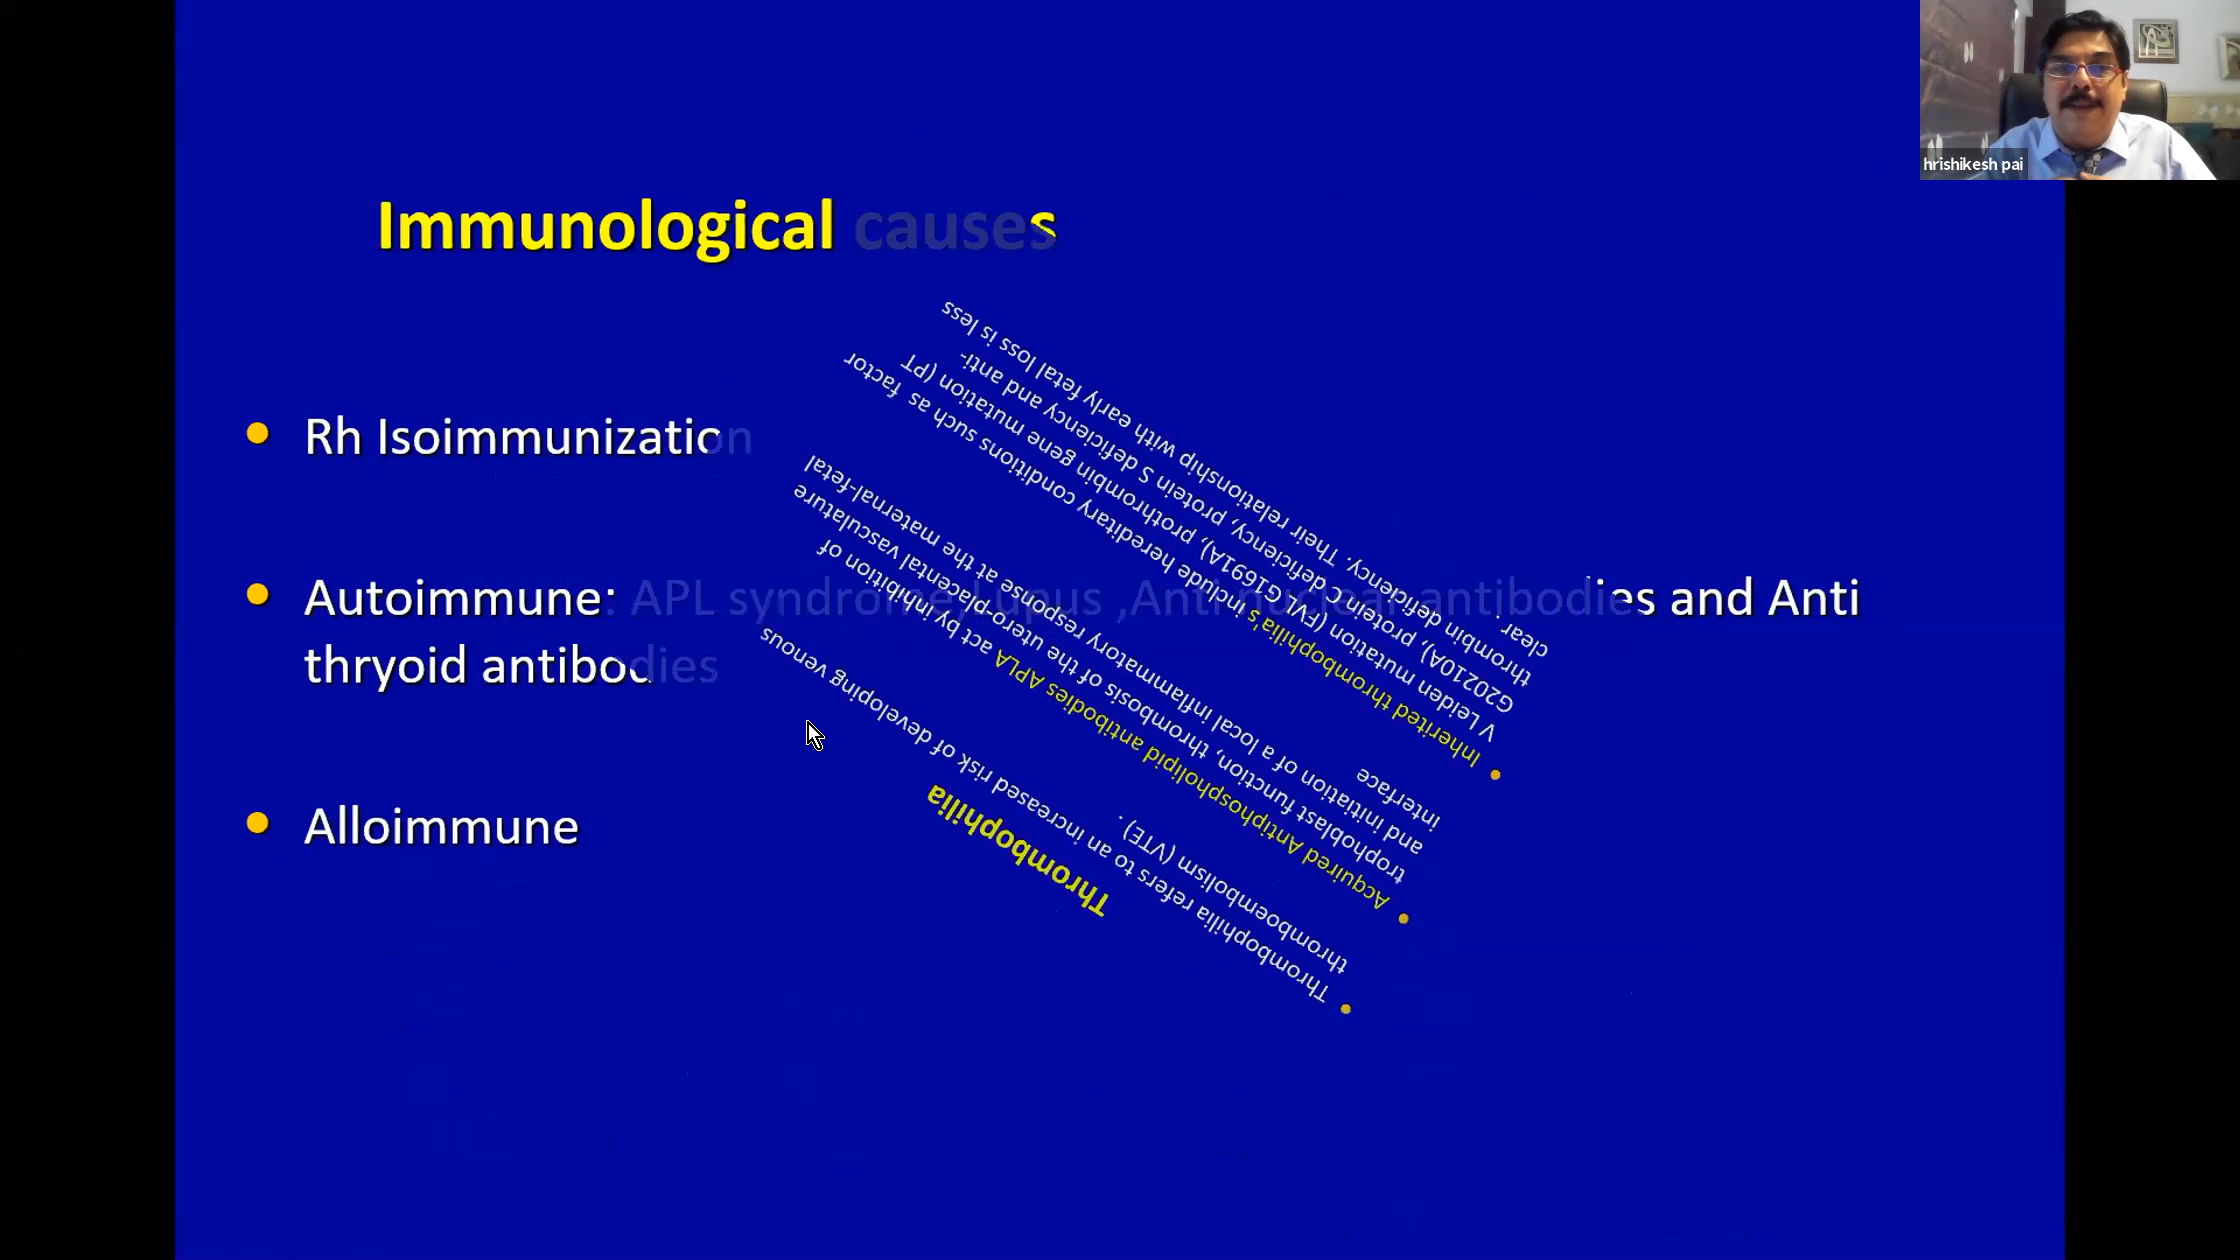 hrishikesh pai
Immunological causes
Rh Isoimmunization
Autoimmune: APL syndrome, lupus ,Anti nuclear antibodies and Anti
thryoid antibodies
Alloimmune
Thrombophilia
Thrombophilia refers to an increased risk of developing venous
thromboembolism (VTE) .
Acquired Antiphospholipid antibodies APLA act by inhibition of
trophoblast function, thrombosis of the utero-placental vasculature
and initiation of a local inflammatory response at the maternal-fetal
interface
Inherited thrombophilia's include hereditary conditions such as factor
V Leiden mutation (FVL G1691A), prothrombin gene mutation (PT
G20210A), protein C deficiency, protein S deficiency and anti-
thrombin deficiency. Their relationship with early fetal loss is less
clear .